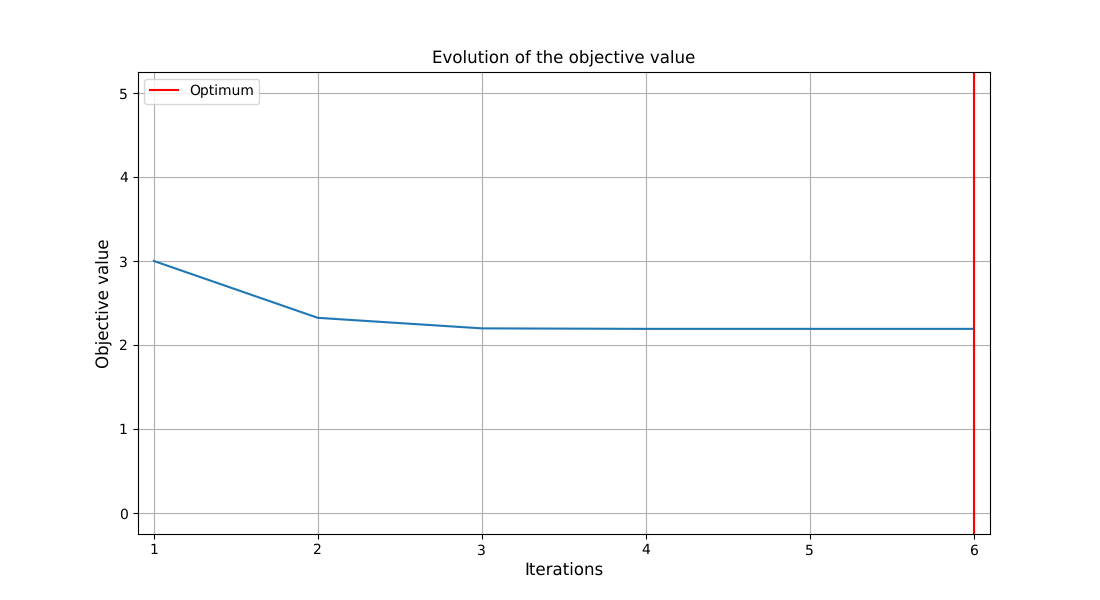 Evolution of the objective value
Optimum
Objective value
5
4
3
2
1
0
1 2 3 4 5 6
Iterations